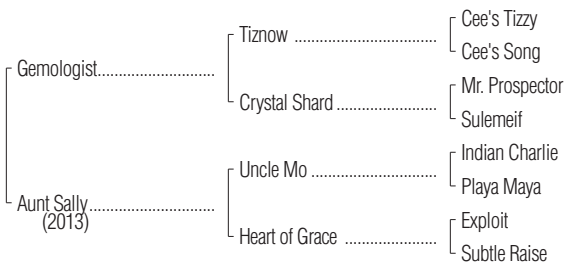 Cee's Tizzy
Tiznow
Cee's Song
Gemologist
Mr. Prospector
Crystal Shard
Sulemeif
Indian Charlie
Uncle Mo
Playa Maya
Aunt Sally
(2013)
Exploit
Heart of Grace
Subtle Raise